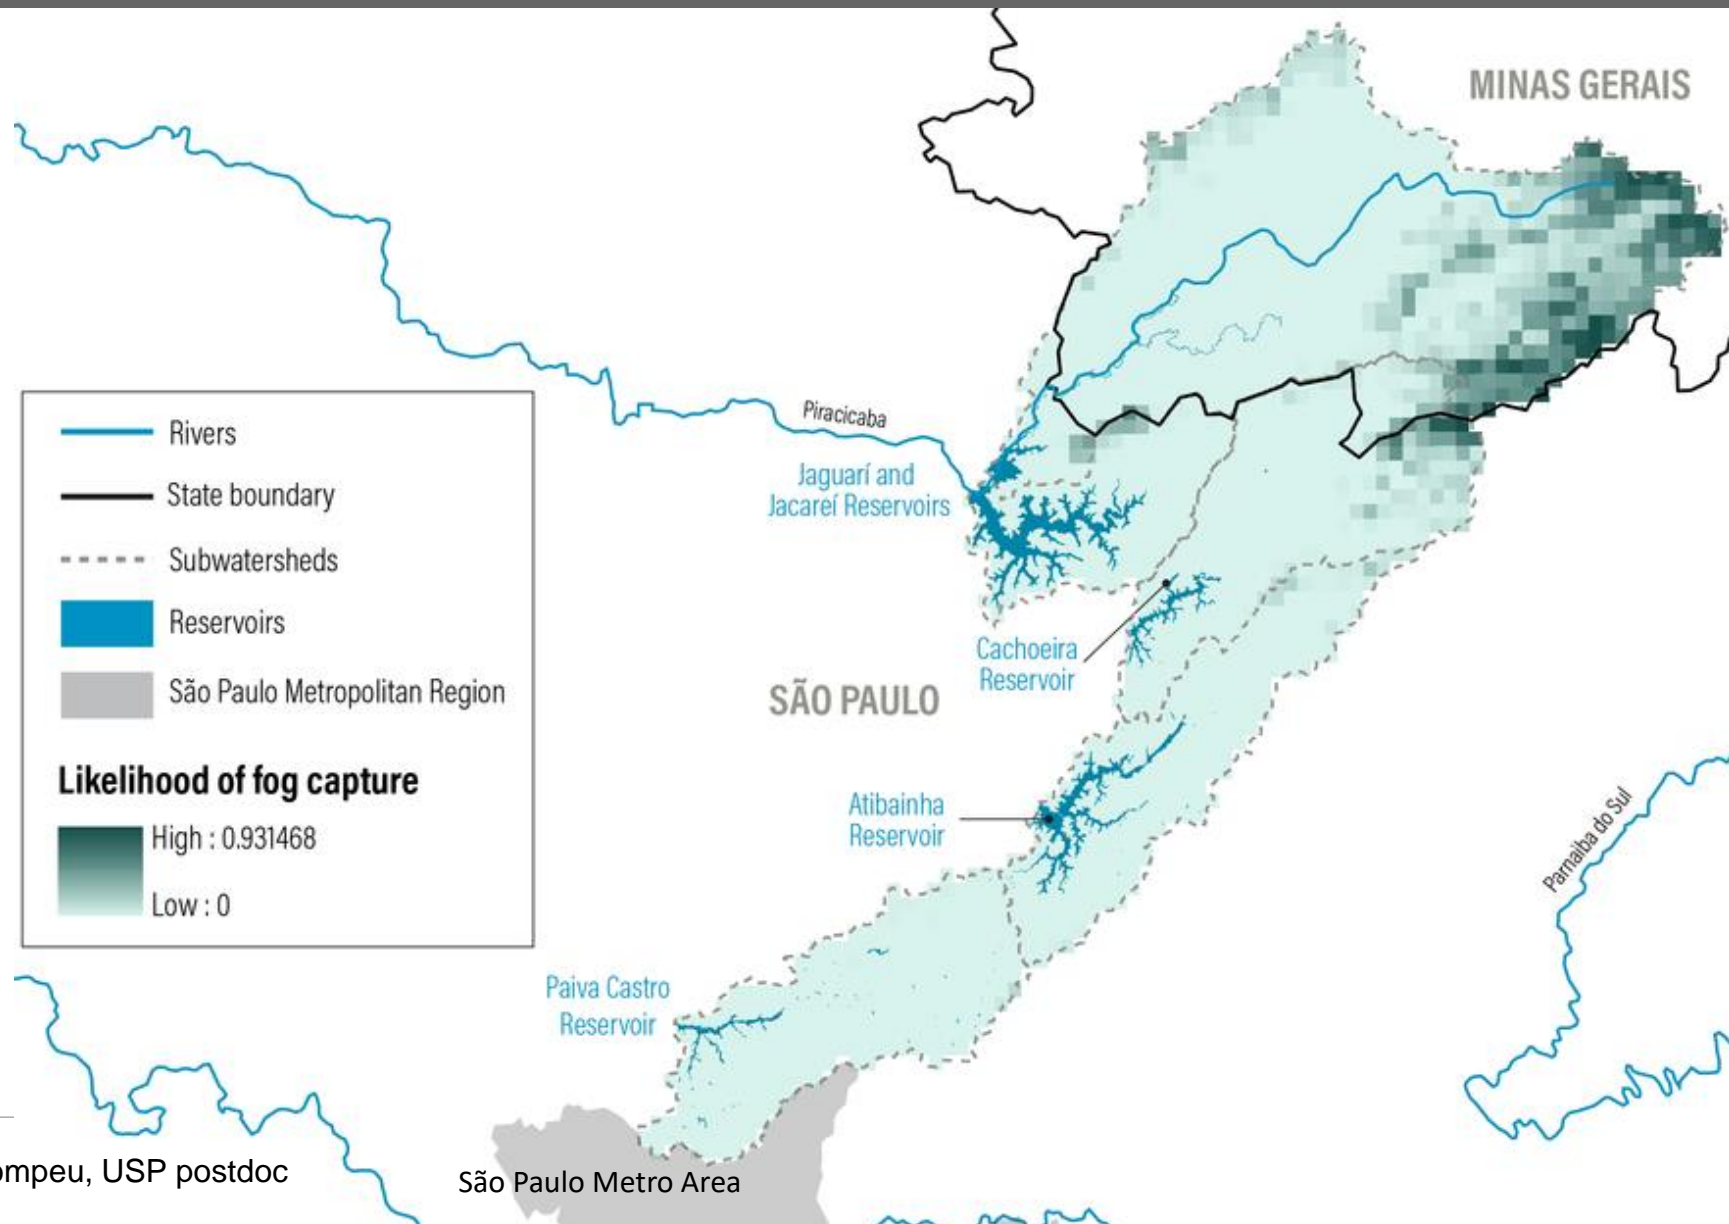 MINAS GERAIS
Piracicaba
Jaguarí and
Jacareí Reservoirs
Rivers
State boundary
Subwatersheds
Reservoirs
São Paulo Metropolitan Region
Likelihood of fog capture
High : 0.931468
Low : 0
Cachoeira
Reservoir
SÃO PAULO
Atibainha
Reservoir
Parnaiba do Sul
Paiva Castro
Reservoir
ompeu, USP postdoc
São Paulo Metro Area